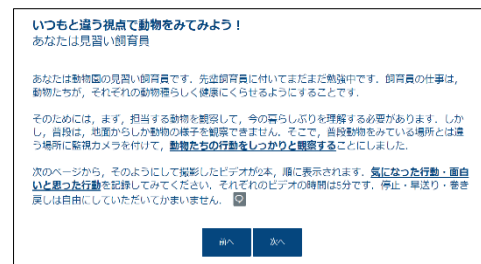 いつもと違う視点で動物をみてみよう！
あなたは見習い飼育員
あなたは動物園の見習い飼育員です．先輩飼育員に付いてまだまだ勉強中です．飼育員の仕事は，
動物たちが，それぞれの動物種らしく健康にくらせるようにすることです．
そのためには，まず，担当する動物を観察して，今の暮らしぶりを理解する必要があります．しか
し，普段は，地面からしか動物の様子を観察できません．そこで，普段動物をみている場所とは違
う場所に監視カメラを付けて，動物たちの行動をしっかりと観察することにしました．
次のページから，そのようにして撮影したビデオが2本，順に表示されます．気になった行動・面白
いと思った行動を記録してみてください．それぞれのビデオの時間は5分です．停止・早送り・巻き
戻しは自由にしていただいてかまいません．
前へ
次へ